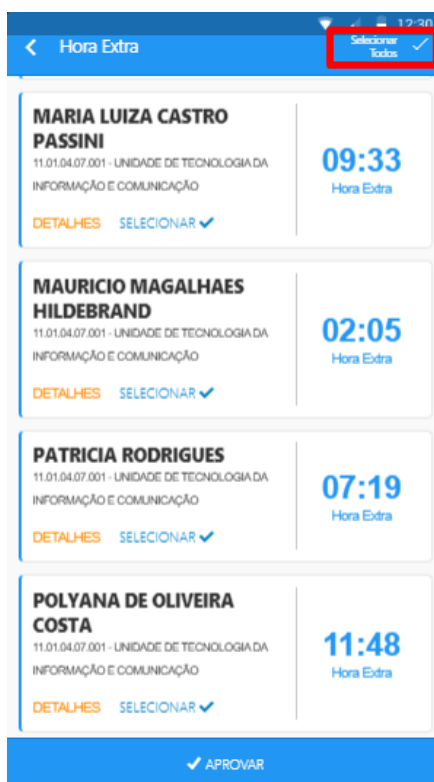 12:30
Hora Extra
Selecionar
Todos
MARIA LUIZA CASTRO
PASSINI
11.01.04.07.001 - UNIDADE DE TECNOLOGIA DA
INFORMAÇÃO E COMUNICAÇÃO
DETALHES SELECIONAR
09:33
Hora Extra
MAURICIO MAGALHAES
HILDEBRAND
11.01.04.07.001 - UNIDADE DE TECNOLOGIA DA
INFORMAÇÃO E COMUNICAÇÃO
DETALHES SELECIONAR
02:05
Hora Extra
PATRICIA RODRIGUES
11.01.04.07.001 - UNIDADE DE TECNOLOGIA DA
INFORMAÇÃO E COMUNICAÇÃO
DETALHES SELECIONAR
07:19
Hora Extra
POLYANA DE OLIVEIRA
COSTA
11.01.04.07.001 - UNIDADE DE TECNOLOGIA DA
INFORMAÇÃO E COMUNICAÇÃO
DETALHES SELECIONAR
11:48
Hora Extra
APROVAR